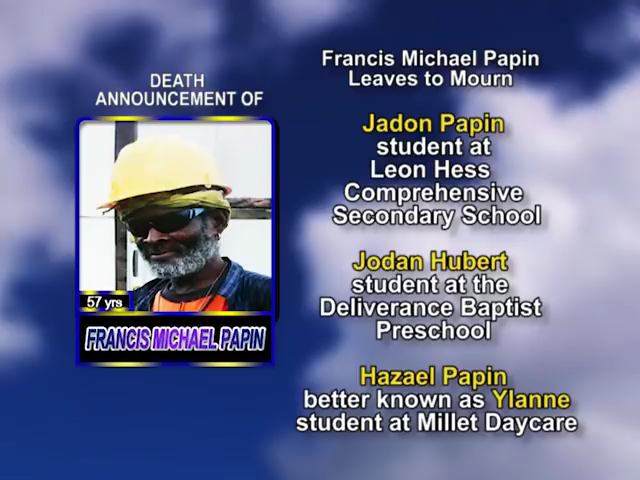 DEATH
ANNOUNCEMENT OF
57 yrs
FRANCIS MICHAEL PAPIN
Francis Michael Papin
Leaves to Mourn
Jadon Papin
student at
Leon Hess
Comprehensive
Secondary School
Jodan Hubert
student at the
Deliverance Baptist
Preschool
Hazael Papin
better known as Ylanne
student at Millet Daycare